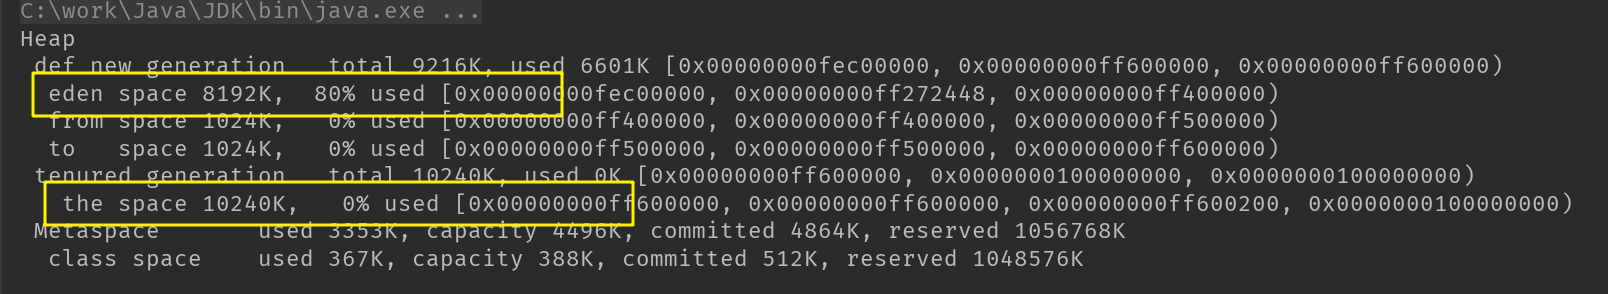 C:\work\Java\JDK\bin\java.exe ...
Heap
def new generation   total 9216K, used 6601K [0x00000000fec00000, 0x00000000ff600000, 0x00000000ff600000)
eden space 8192K,  80% used [0x00000000fec00000, 0x00000000ff272448, 0x00000000ff400000)
from space 1024K,   0% used [0x00000000ff400000, 0x00000000ff400000, 0x00000000ff500000)
to   space 1024K,   0% used [0x00000000ff500000, 0x00000000ff500000, 0x00000000ff600000)
tenured generation   total 10240K, used 0K [0x00000000ff600000, 0x0000000100000000, 0x0000000100000000)
the space 10240K,   0% used [0x00000000ff600000, 0x00000000ff600000, 0x00000000ff600200, 0x0000000100000000)
Metaspace       used 3353K, capacity 4496K, committed 4864K, reserved 1056768K
class space    used 367K, capacity 388K, committed 512K, reserved 1048576K